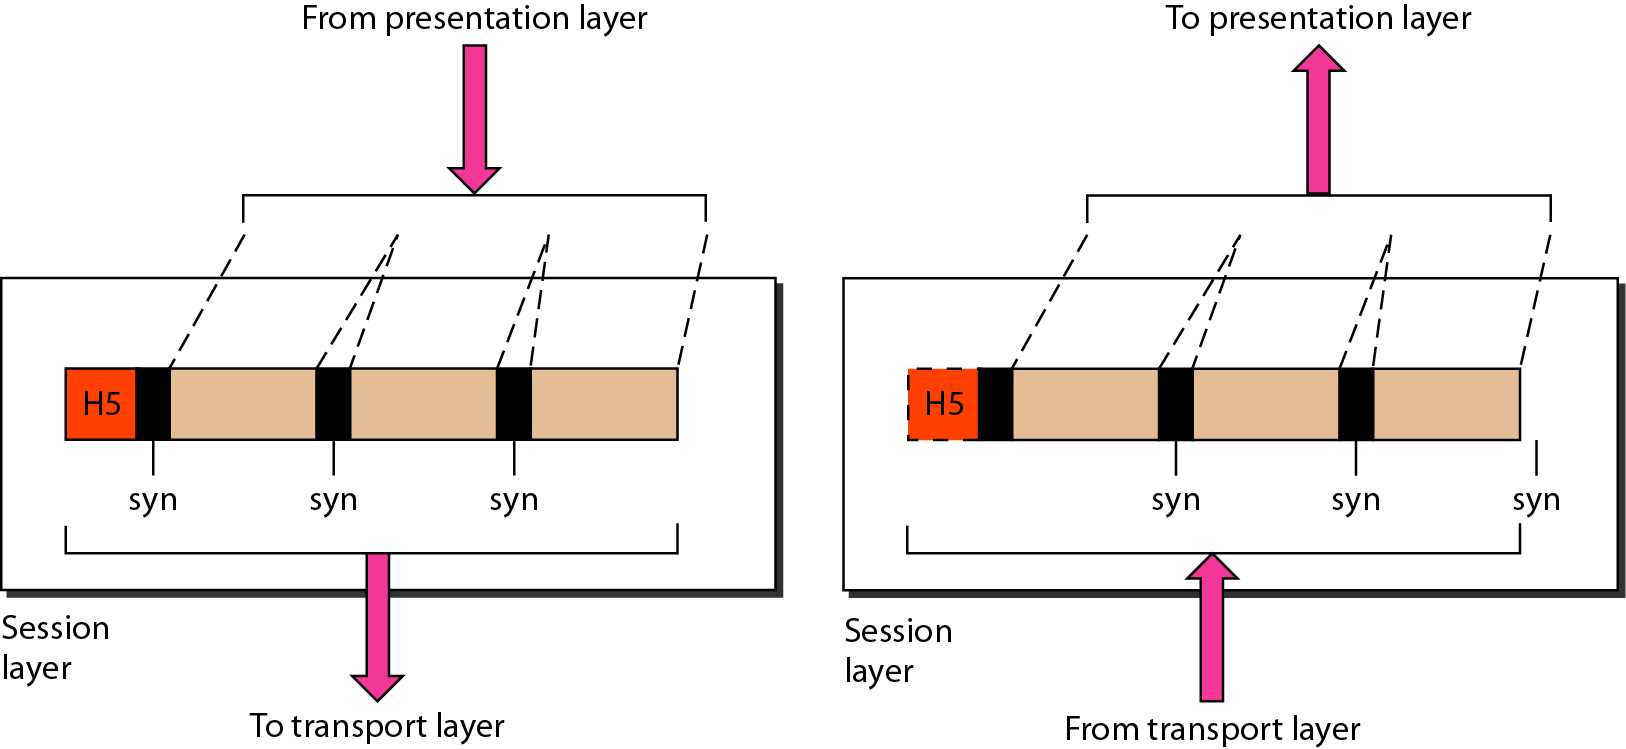 From presentation layer
To presentation layer
H5
syn
syn
syn
H5
syn
syn
syn
Session
layer
To transport layer
Session
layer
From transport layer